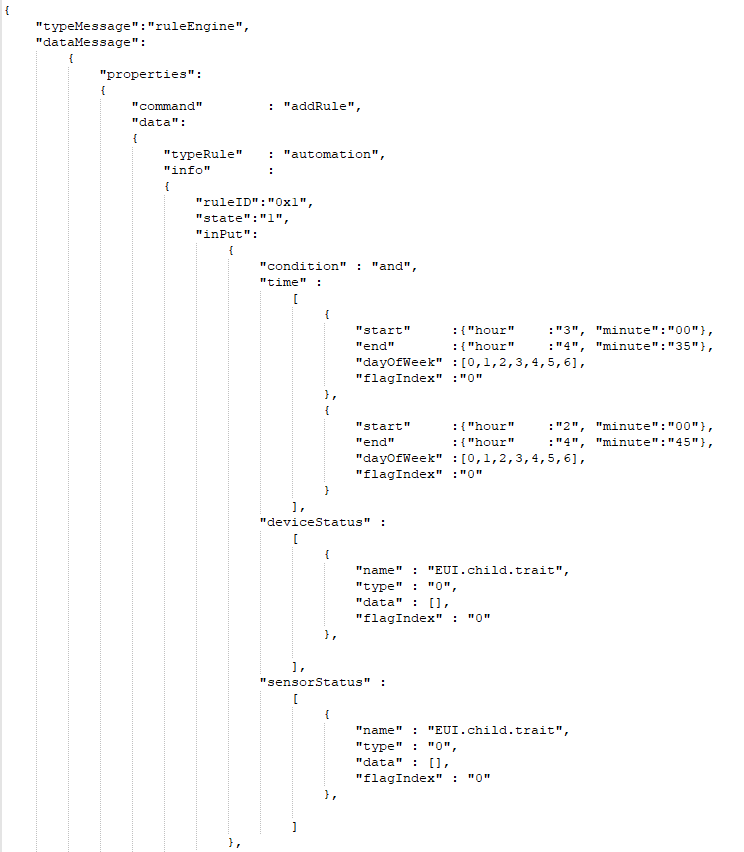 {
    "typeMessage":"ruleEngine",
    "dataMessage":
        {
            "properties":
            {
                "command"        : "addRule",
                "data":
                {
                    "typeRule"   : "automation",
                    "info"       :
                    {
                        "ruleID":"0x1",
                        "state":"1",
                        "inPut":
                            {
                                "condition" : "and",
                                "time" :
                                    [
                                        {
                                            "start"     :{"hour"    :"3", "minute":"00"},
                                            "end"       :{"hour"    :"4", "minute":"35"},
                                            "dayOfWeek" :[0,1,2,3,4,5,6],
                                            "flagIndex" :"0"
                                        },
                                        {
                                            "start"     :{"hour"    :"2", "minute":"00"},
                                            "end"       :{"hour"    :"4", "minute":"45"},
                                            "dayOfWeek" :[0,1,2,3,4,5,6],
                                            "flagIndex" :"0"
                                        }
                                    ],
                                "deviceStatus" :
                                    [
                                        {
                                            "name" : "EUI.child.trait",
                                            "type" : "0",
                                            "data" : [],
                                            "flagIndex" : "0"
                                        },

                                    ],
                                "sensorStatus" :
                                    [
                                        {
                                            "name" : "EUI.child.trait",
                                            "type" : "0",
                                            "data" : [],
                                            "flagIndex" : "0"
                                        },

                                    ]
                            },